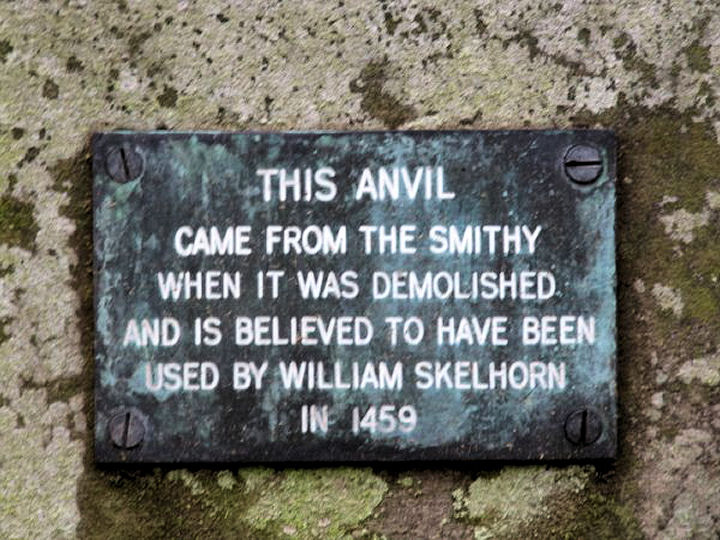 THIS ANVIL
CAME FROM THE SMITHY
WHEN IT WAS DEMOLISHED
AND IS BELIEVED TO HAVE BEEN
USED BY WILLIAM SKELHORN
IN 1459